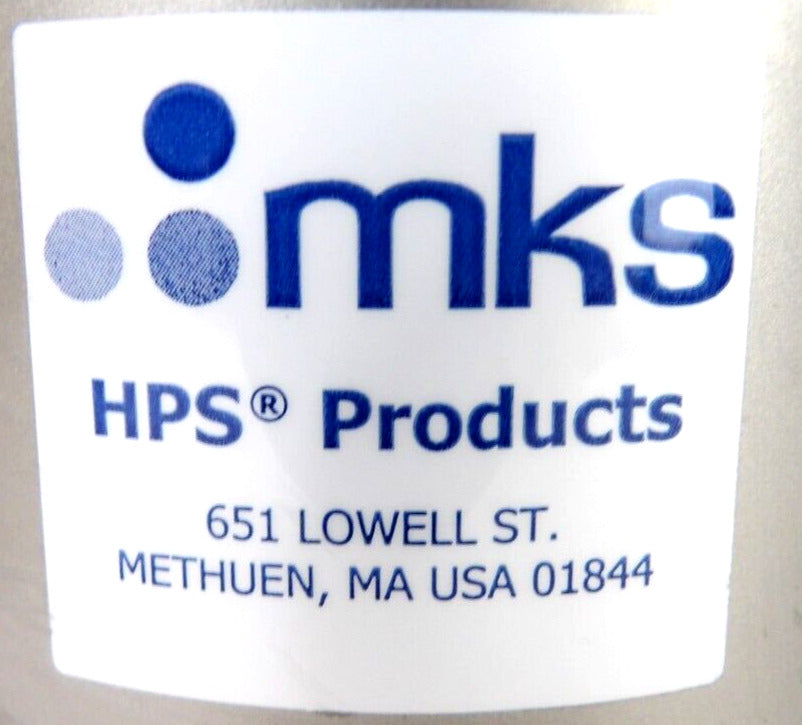 mks
HPS® Products
651 LOWELL ST.
METHUEN, MA USA 01844